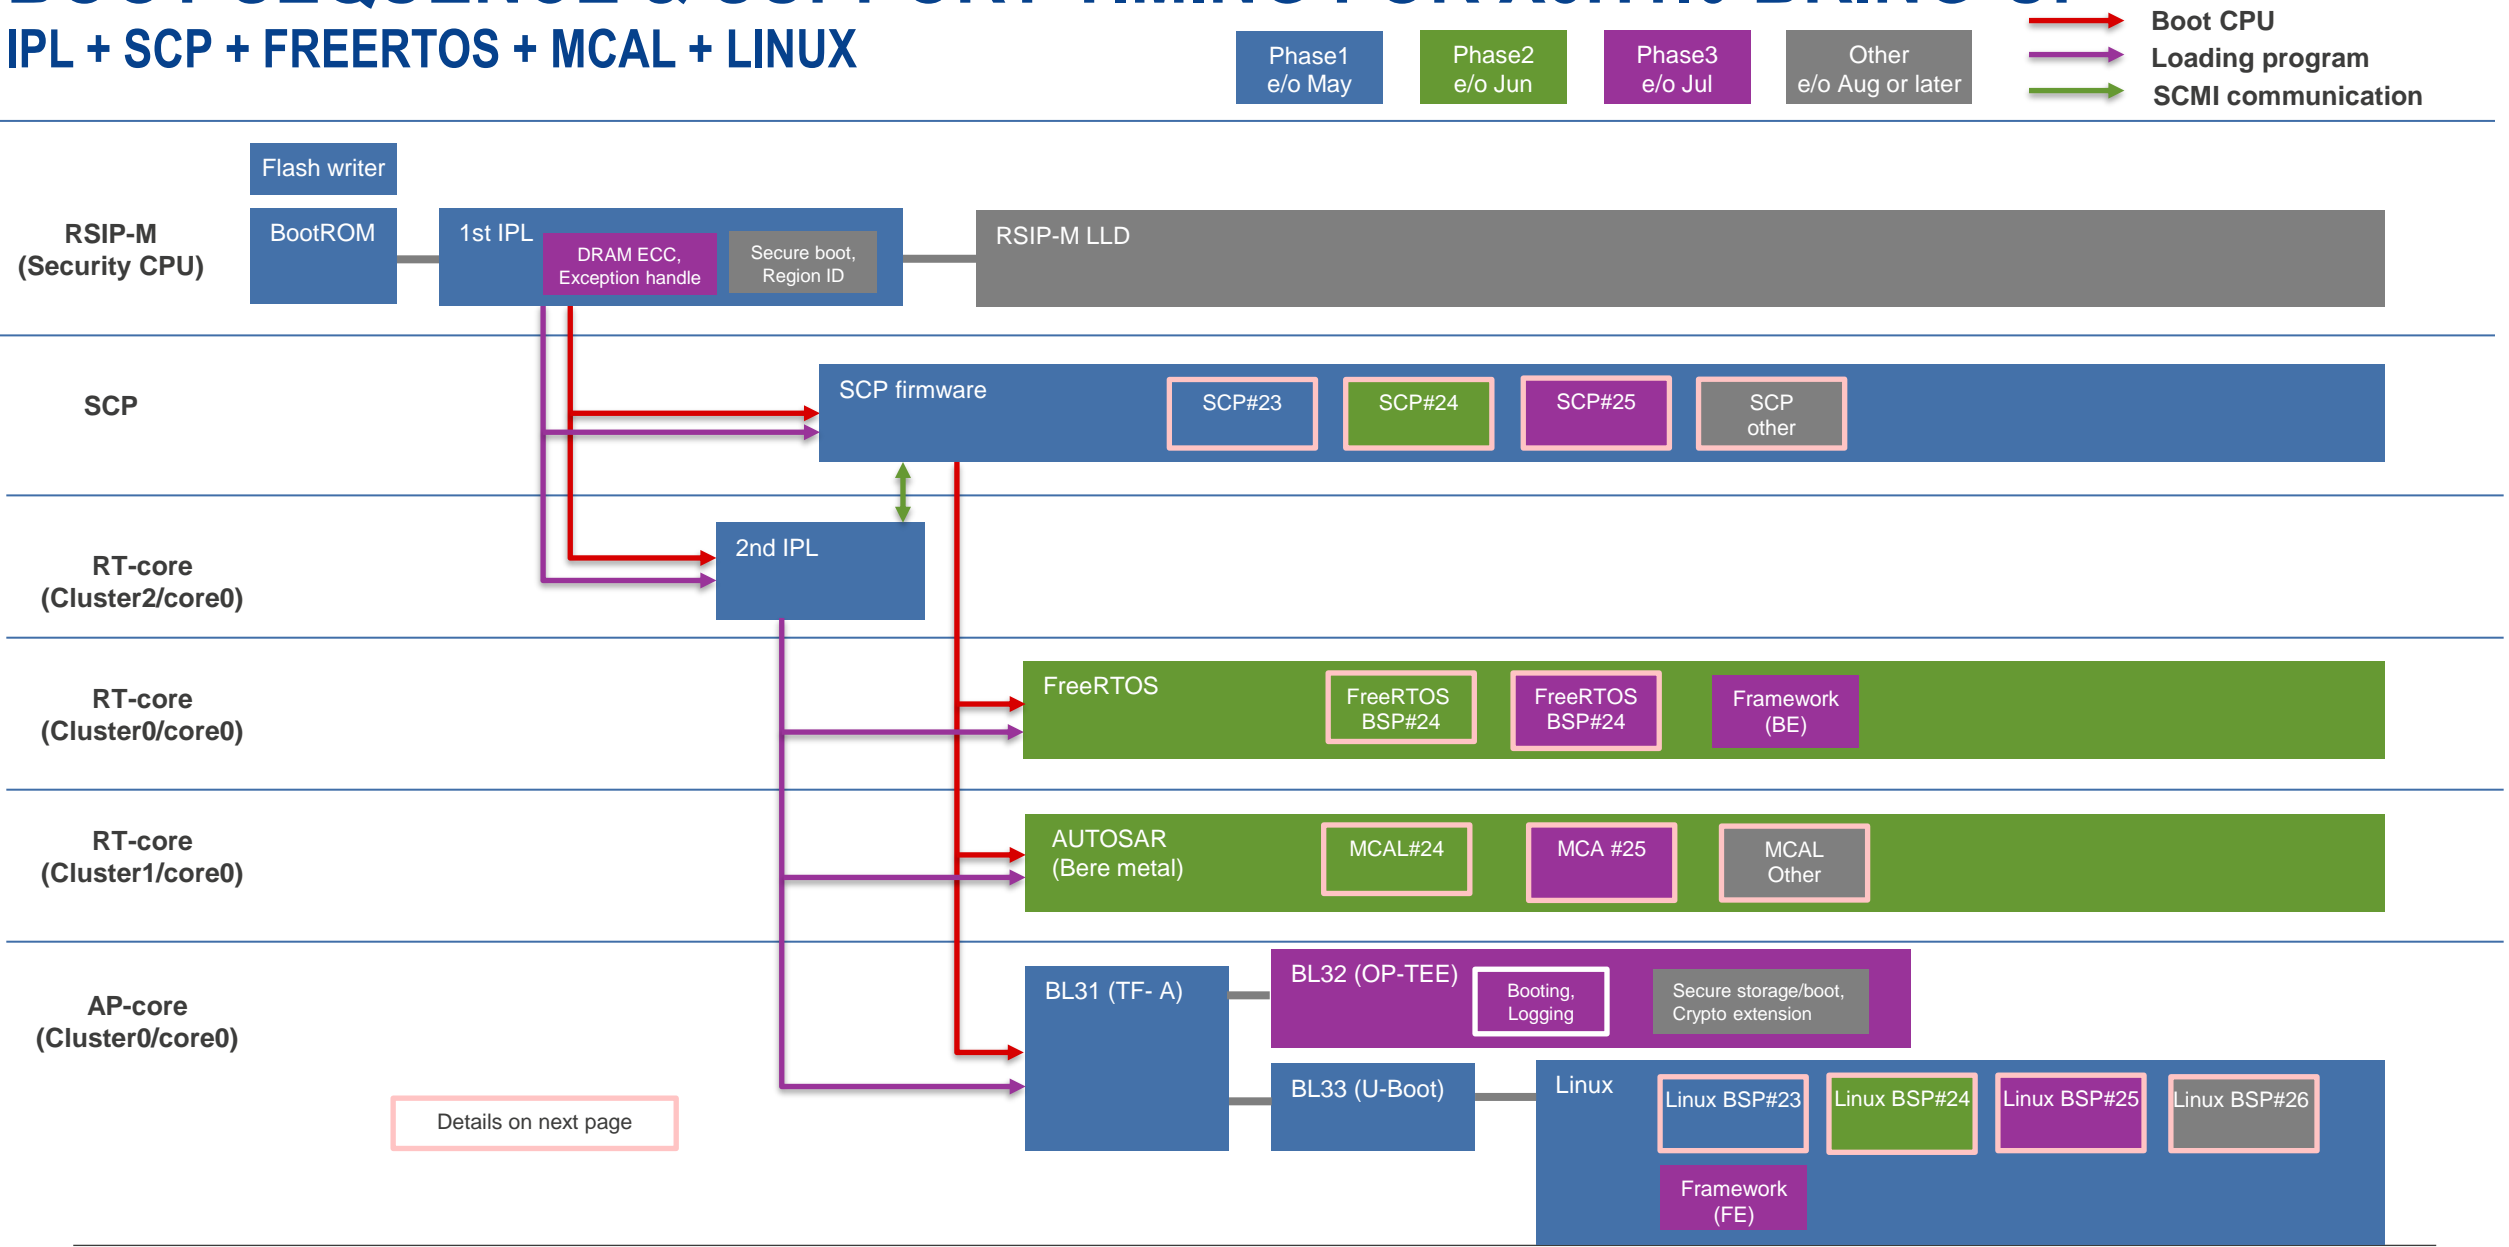 IPL + SCP + FREERTOS + MCAL + LINUX
Phase1
e/o May
Phase2
e/o Jun
Phase3
e/o Jul
Other
e/o Aug or later
Boot CPU
Loading program
SCMI communication
Flash writer
RSIP-M
(Security CPU)
BootROM
1st IPL
DRAM ECC,
Exception handle
Secure boot,
Region ID
RSIP-M LLD
SCP
SCP firmware
SCP#23
SCP#24
SCP#25
SCP
other
RT-core
(Cluster2/core0)
2nd IPL
RT-core
(Cluster0/core0)
FreeRTOS
FreeRTOS
BSP#24
FreeRTOS
BSP#24
Framework
(BE)
RT-core
(Cluster1/core0)
AUTOSAR
(Bere metal)
MCAL#24
MCA #25
MCAL
Other
AP-core
(Cluster0/core0)
BL31 (TF- A)
BL32 (OP-TEE)
Booting,
Logging
Secure storage/boot,
Crypto extension
BL33 (U-Boot)
Linux
Linux BSP#23
Linux BSP#24
Linux BSP#25
Linux BSP#26
Framework
(FE)
Details on next page